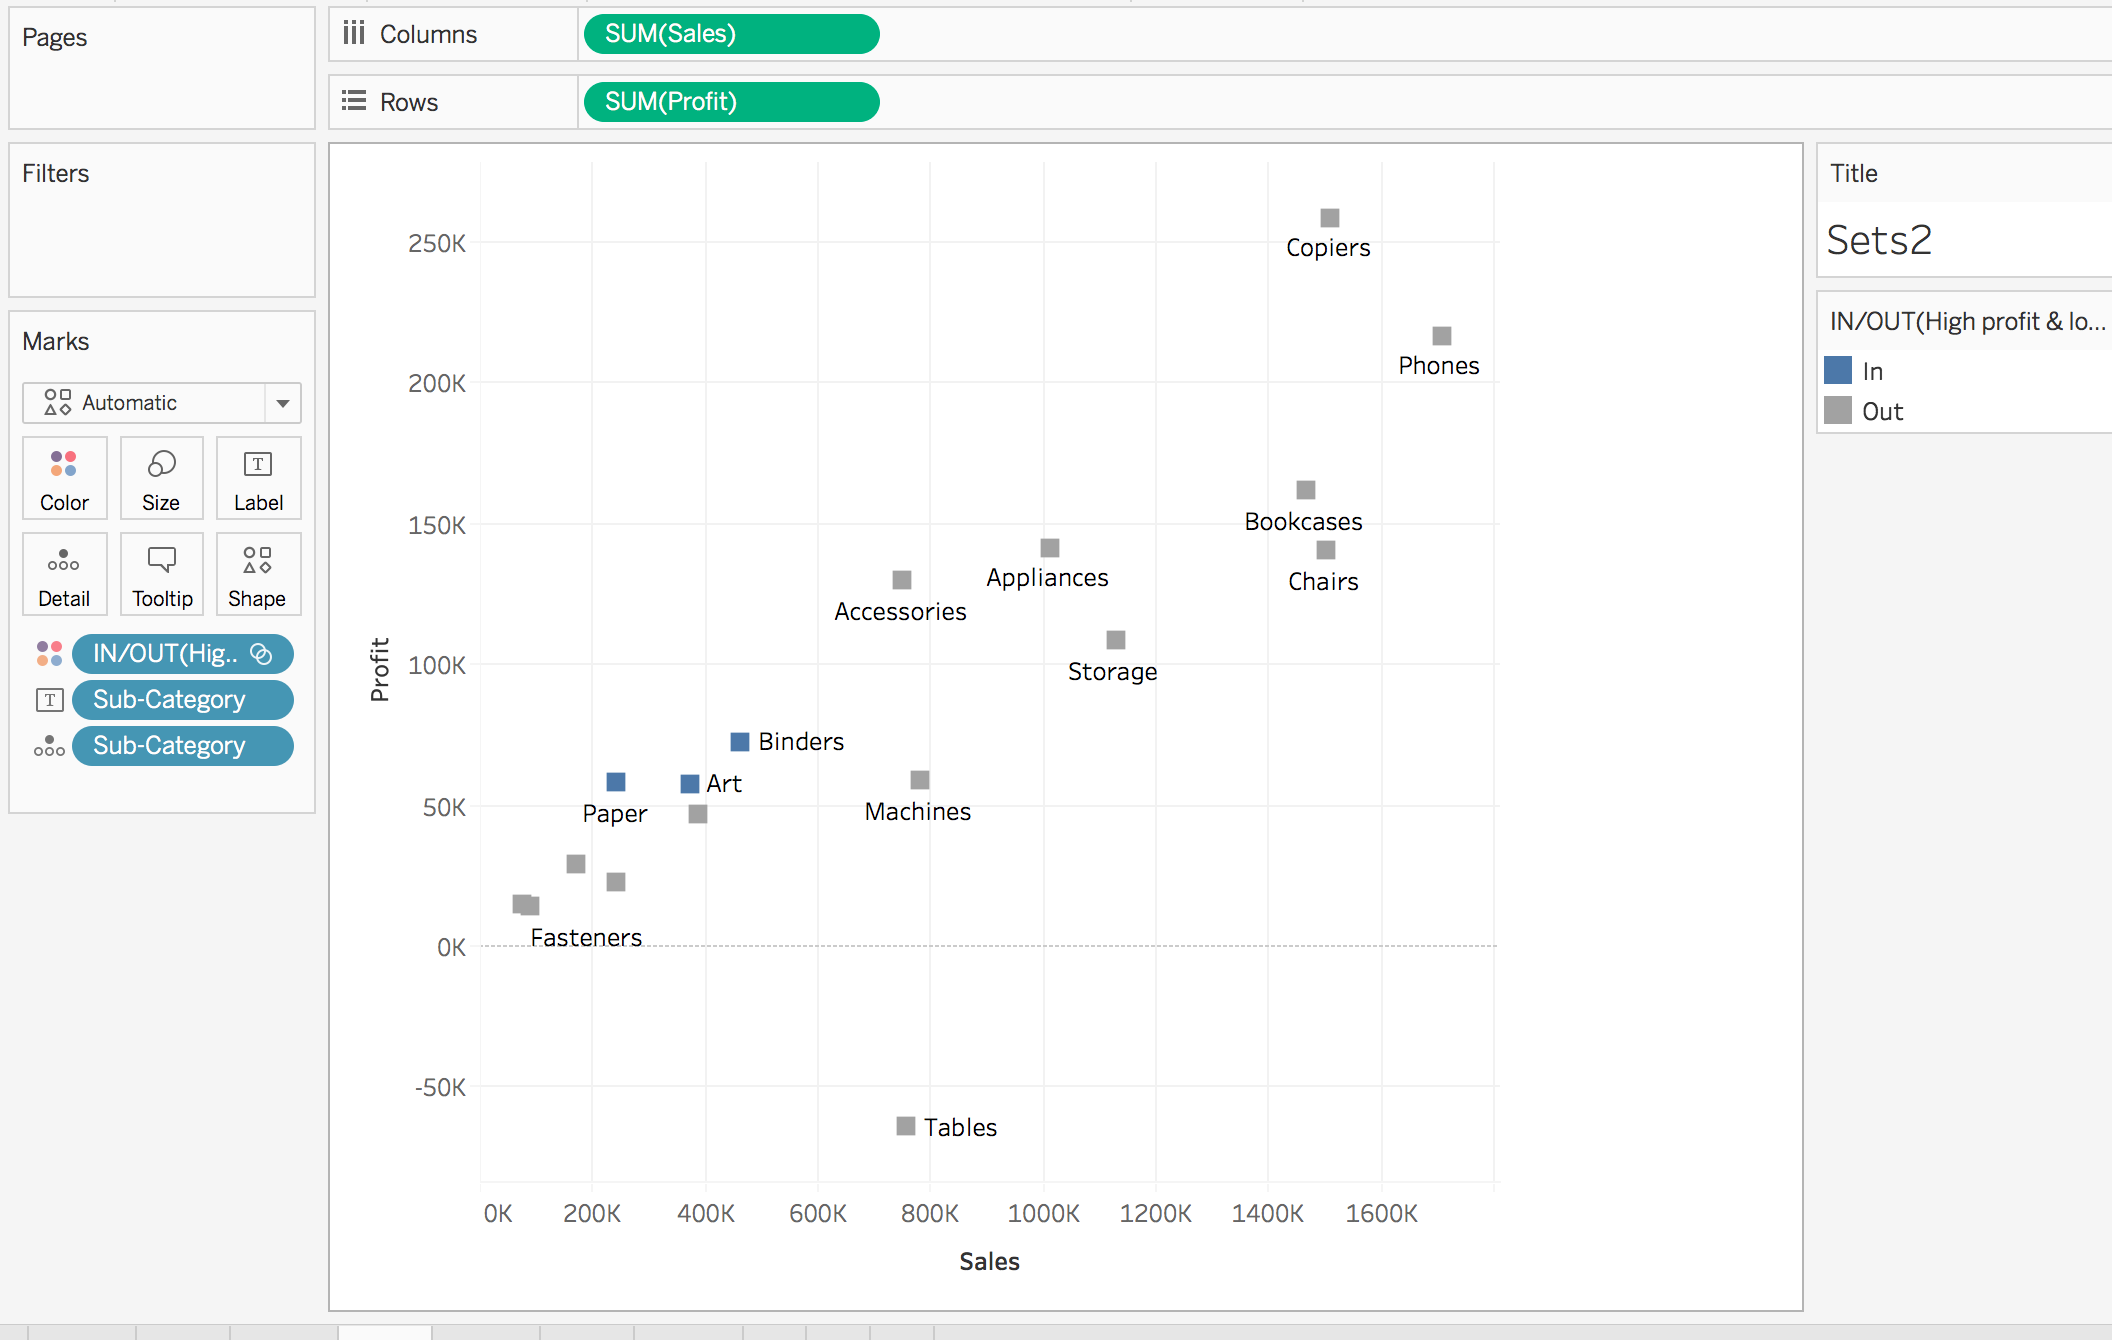 Pages
Columns
SUM(Sales)
Rows
SUM(Profit)
Filters
Marks
Automatic
Color
Size
T
Label
Detail
Tooltip
Shape
IN/OUT(Hig..
T
Sub-Category
Sub-Category
Profit
250K
200K
150K
100K
50K
0K
-50K
Copiers
Phones
Bookcases
Chairs
Appliances
Accessories
Storage
Binders
Art
Paper
Machines
Fasteners
Tables
0K
200K
400K
600K
800K
1000K
1200K
1400K
1600K
Sales
Title
Sets2
IN/OUT(High profit & lo...
In
Out